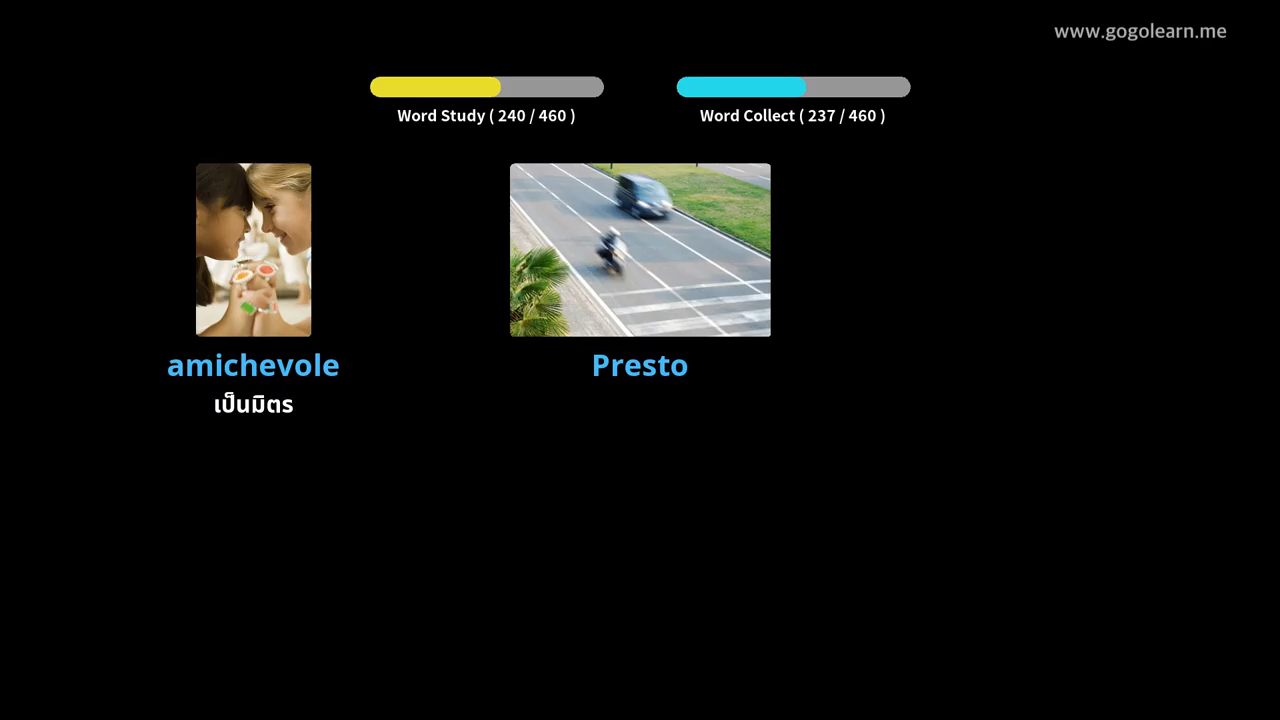 www.gogolearn.me
Word Study ( 240 / 460 )
Word Collect ( 237 / 460 )
amichevole
เป็นมิตร
Presto